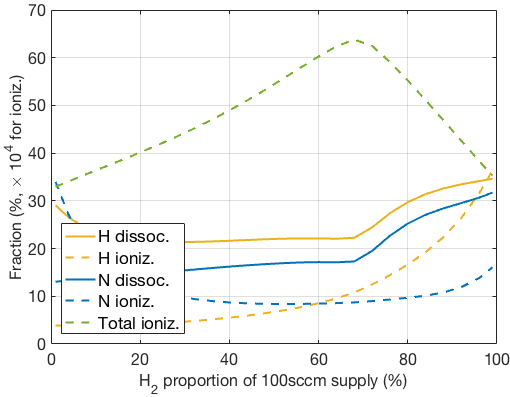 70
60
50
40
30
20
10
0
Fraction (%, × 10^4 for ioniz.)
H dissoc.
H ioniz.
N dissoc.
N ioniz.
Total ioniz.
0 20 40 60 80 100
H_2 proportion of 100sccm supply (%)